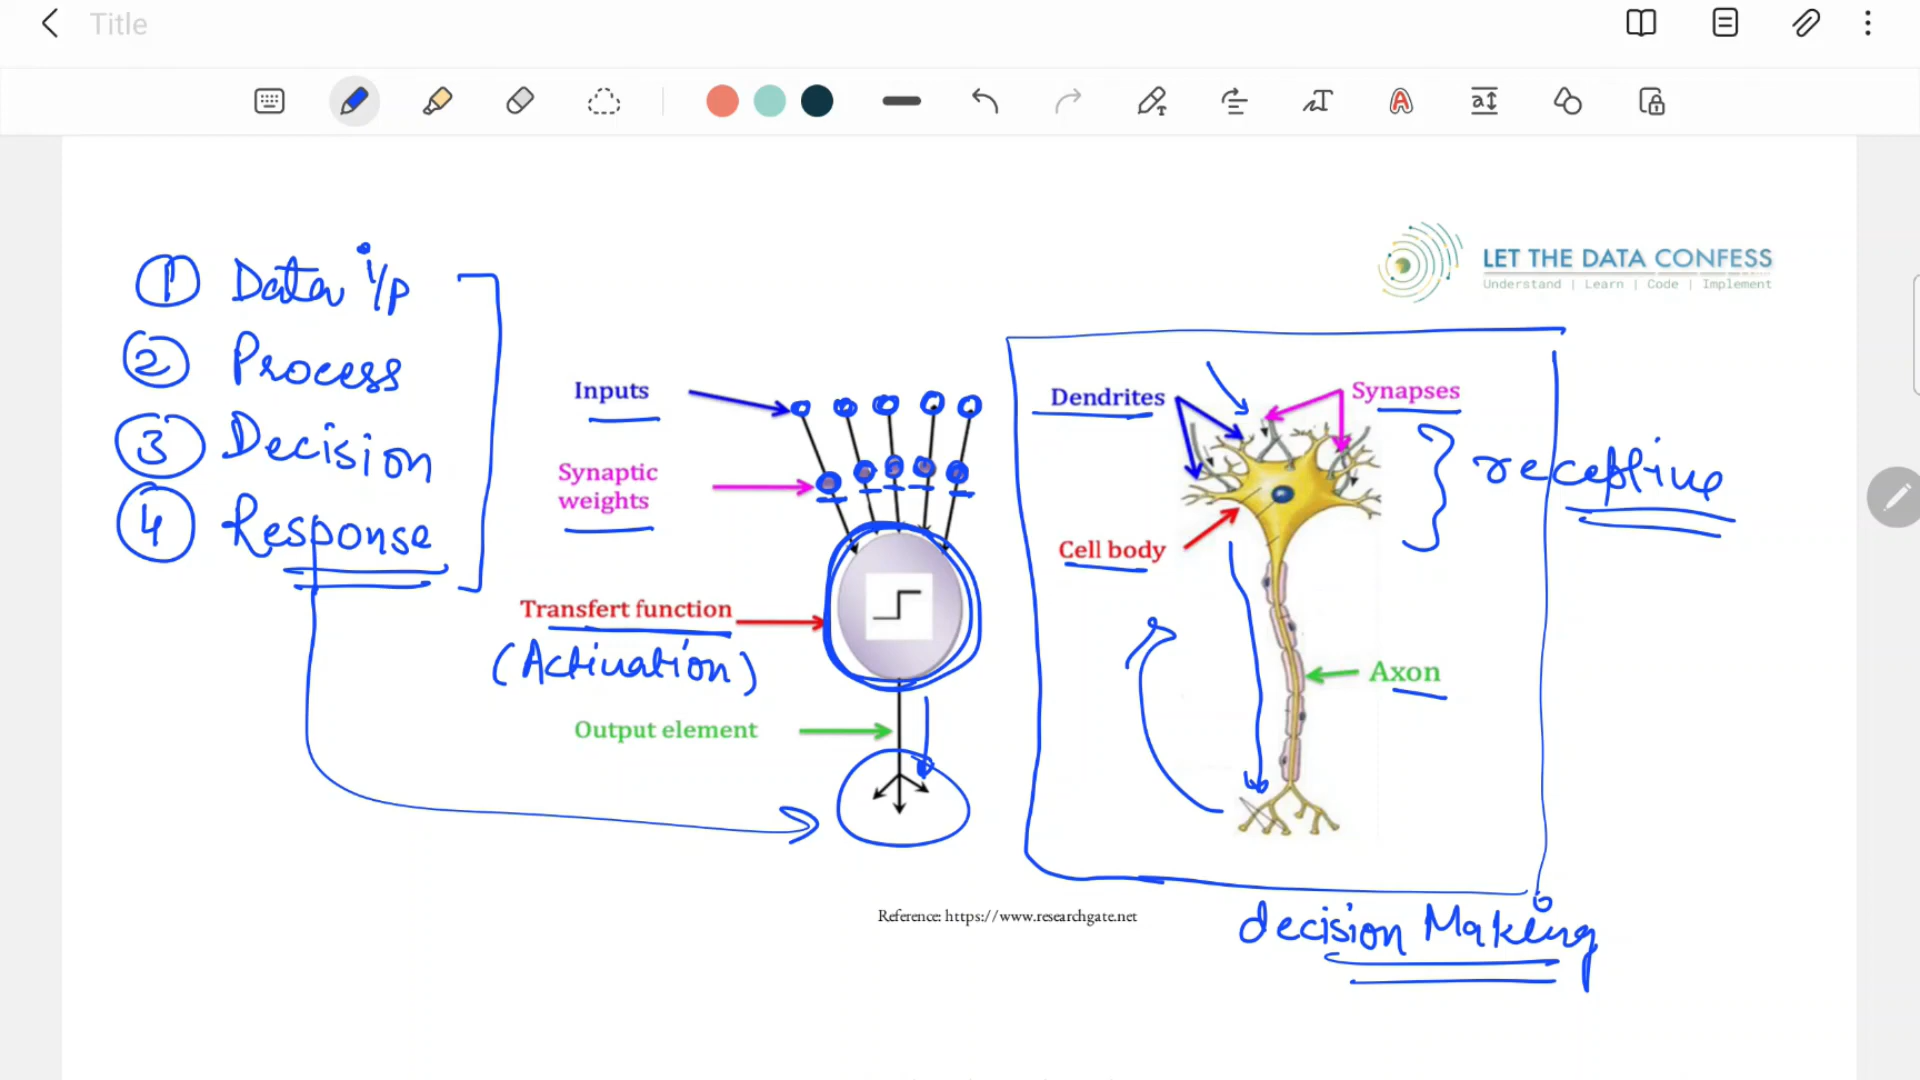 Title
① Data i/p
② Process
③ Decision
④ Response
LET THE DATA CONFESS
Understand | Learn | Code | Implement
Inputs
Synaptic
weights
Transfert function
(Activation)
Output element
Dendrites
Synapses
receptive
Cell body
Axon
Reference: https://www.researchgate.net
decision Making